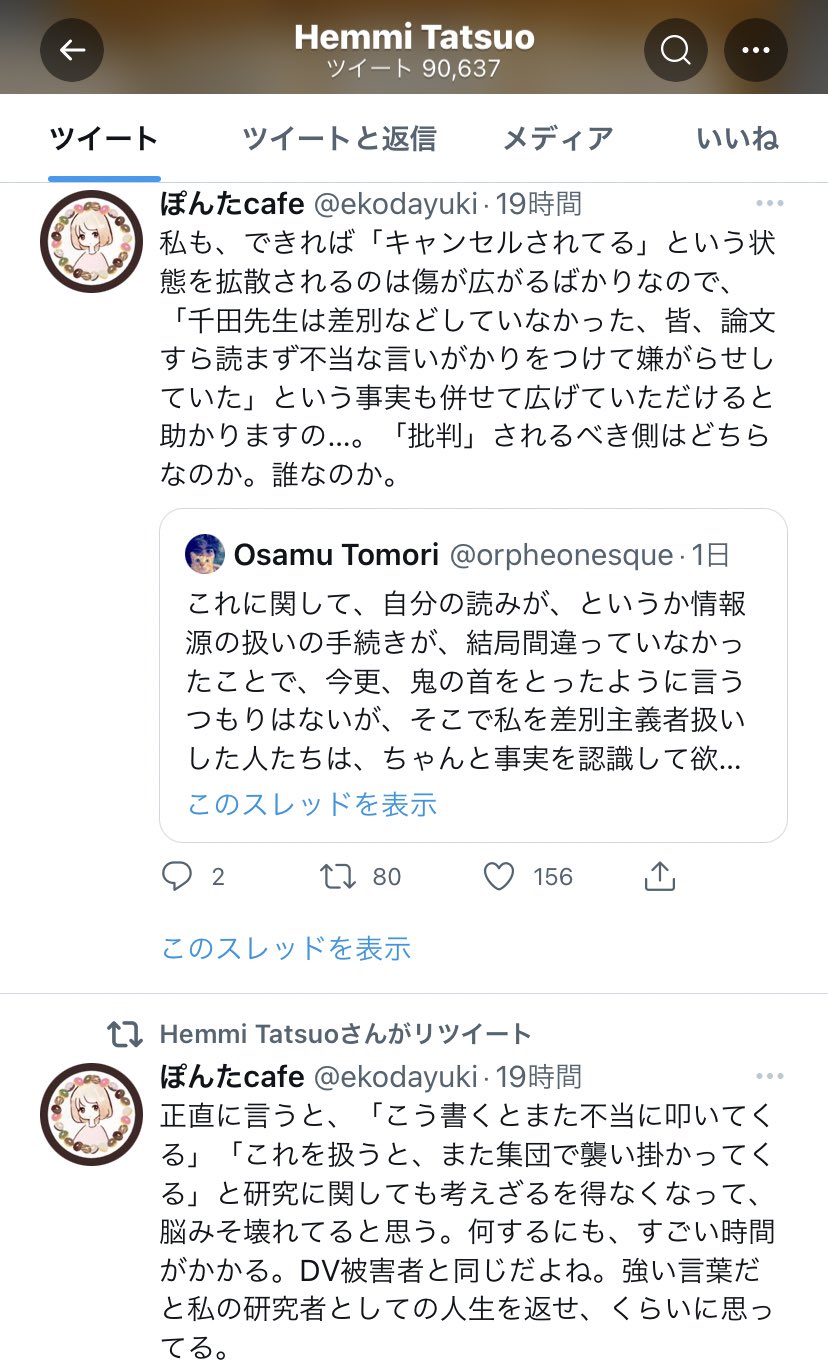 Hemmi Tatsuo
ツイート 90,637
ツイート ツイートと返信 メディア いいね
ぽんたcafe @ekodayuki · 19時間
私も、できれば「キャンセルされてる」という状
態を拡散されるのは傷が広がるばかりなので、
「千田先生は差別などしていなかった、皆、論文
すら読まず不当な言いがかりをつけて嫌がらせし
ていた」という事実も併せて広げていただけると
助かりますの...。「批判」されるべき側はどちら
なのか。誰なのか。
Osamu Tomori @orpheonesque · 1日
これに関して、自分の読みが、というか情報
源の扱いの手続きが、結局間違っていなかっ
たことで、今更、鬼の首をとったように言う
つもりはないが、そこで私を差別主義者扱い
した人たちは、ちゃんと事実を認識して欲...
このスレッドを表示
2 80 156
このスレッドを表示
Hemmi Tatsuoさんがリツイート
ぽんたcafe @ekodayuki · 19時間
正直に言うと、「こう書くとまた不当に叩いてく
る」「これを扱うと、また集団で襲い掛かってく
る」と研究に関しても考えざるを得なくなって、
脳みそ壊れてると思う。何するにも、すごい時間
がかかる。DV被害者と同じだよね。強い言葉だ
と私の研究者としての人生を返せ、くらいに思っ
てる。